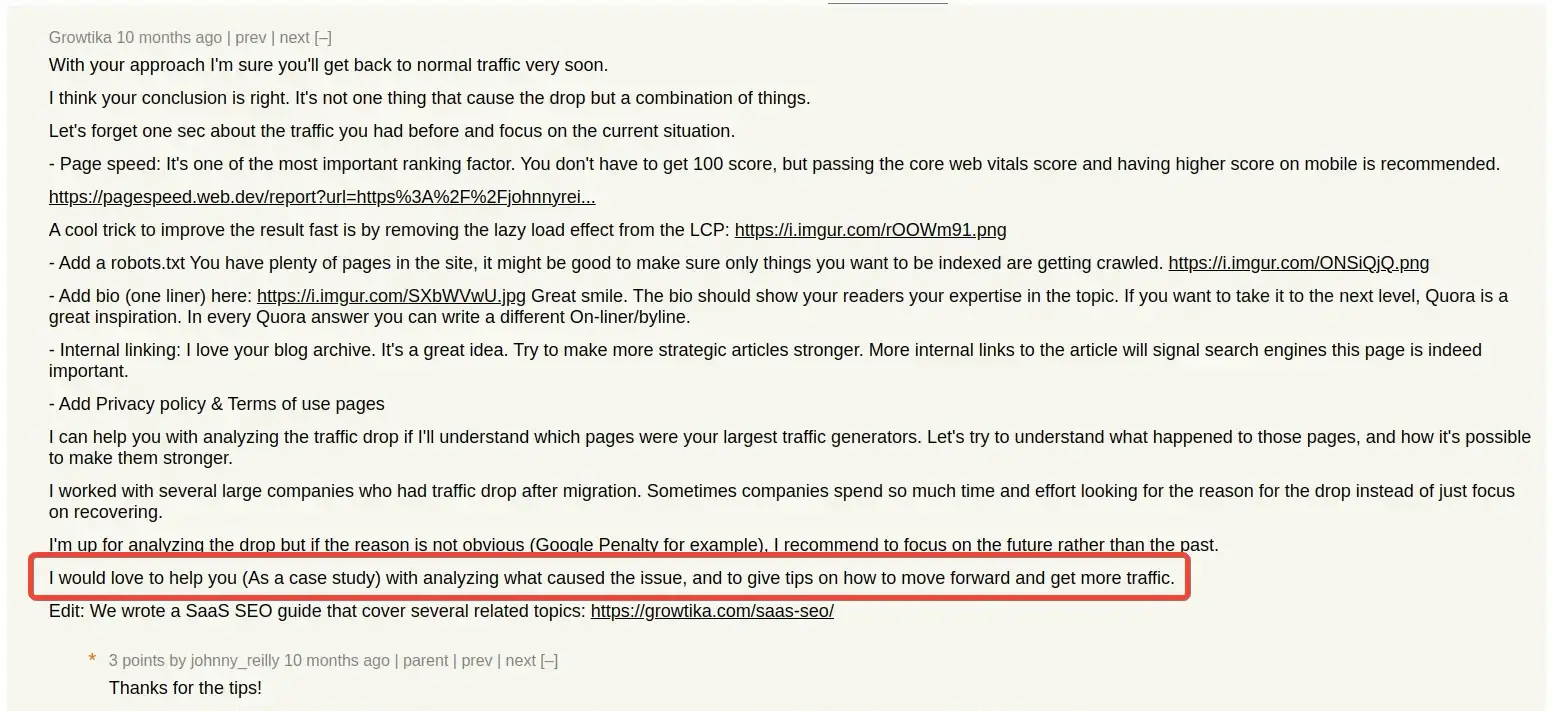 Growtika 10 months ago | prev | next [–]
With your approach I'm sure you'll get back to normal traffic very soon.
I think your conclusion is right. It's not one thing that cause the drop but a combination of things.
Let's forget one sec about the traffic you had before and focus on the current situation.
- Page speed: It's one of the most important ranking factor. You don't have to get 100 score, but passing the core web vitals score and having higher score on mobile is recommended.
https://pagespeed.web.dev/report?url=https%3A%2F%2Fjohnnyrei...
A cool trick to improve the result fast is by removing the lazy load effect from the LCP: https://i.imgur.com/rOOWm91.png
- Add a robots.txt You have plenty of pages in the site, it might be good to make sure only things you want to be indexed are getting crawled. https://i.imgur.com/ONSiQjQ.png
- Add bio (one liner) here: https://i.imgur.com/SXbWVwU.jpg Great smile. The bio should show your readers your expertise in the topic. If you want to take it to the next level, Quora is a
great inspiration. In every Quora answer you can write a different On-liner/byline.
- Internal linking: I love your blog archive. It's a great idea. Try to make more strategic articles stronger. More internal links to the article will signal search engines this page is indeed
important.
- Add Privacy policy & Terms of use pages
I can help you with analyzing the traffic drop if I'll understand which pages were your largest traffic generators. Let's try to understand what happened to those pages, and how it's possible
to make them stronger.
I worked with several large companies who had traffic drop after migration. Sometimes companies spend so much time and effort looking for the reason for the drop instead of just focus
on recovering.
I'm up for analyzing the drop but if the reason is not obvious (Google Penalty for example), I recommend to focus on the future rather than the past.
I would love to help you (As a case study) with analyzing what caused the issue, and to give tips on how to move forward and get more traffic.
Edit: We wrote a SaaS SEO guide that cover several related topics: https://growtika.com/saas-seo/
* 3 points by johnny_reilly 10 months ago | parent | prev | next [–]
Thanks for the tips!